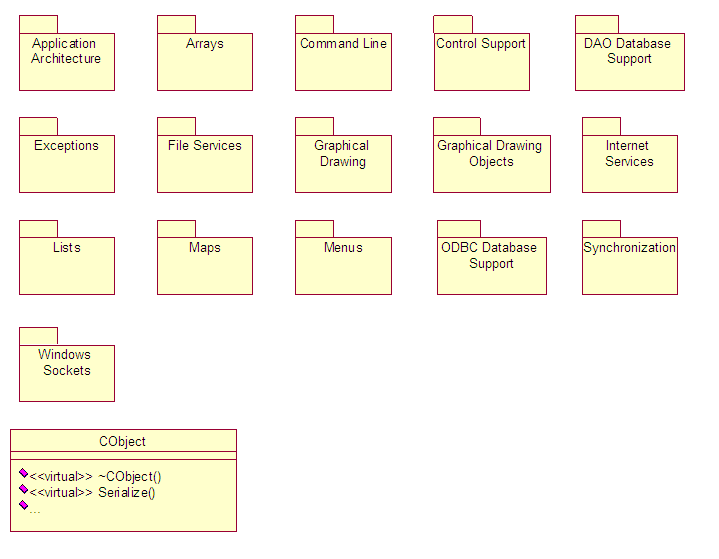 Application
Architecture
Arrays
Command Line
Control Support
DAO Database
Support
Exceptions
File Services
Graphical
Drawing
Graphical Drawing
Objects
Internet
Services
Lists
Maps
Menus
ODBC Database
Support
Synchronization
Windows
Sockets
CObject
<<virtual>> ~CObject()
<<virtual>> Serialize()
...